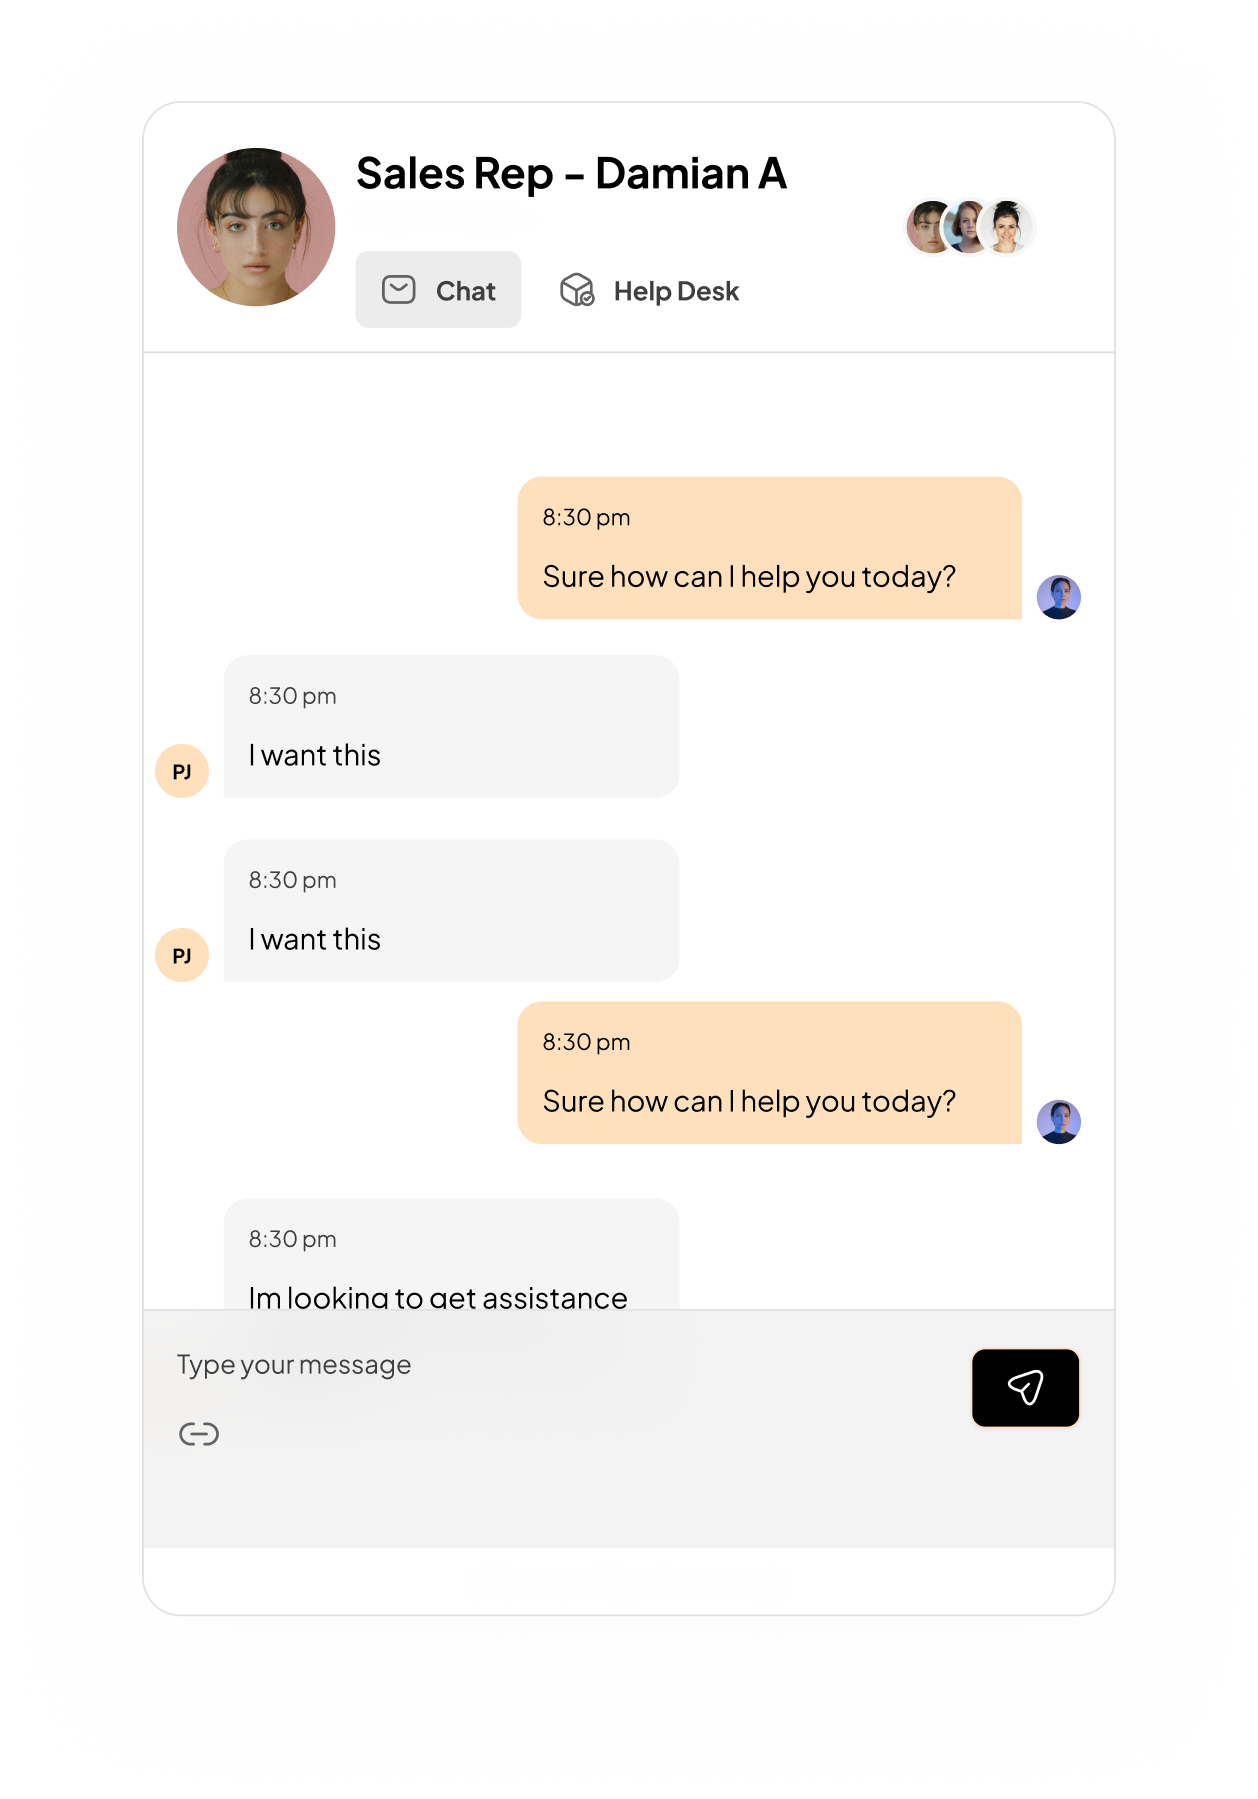 Sales Rep - Damian A
Chat
Help Desk
8:30 pm
Sure how can I help you today?
8:30 pm
I want this
PJ
8:30 pm
I want this
PJ
8:30 pm
Sure how can I help you today?
8:30 pm
Im looking to get assistance
Type your message